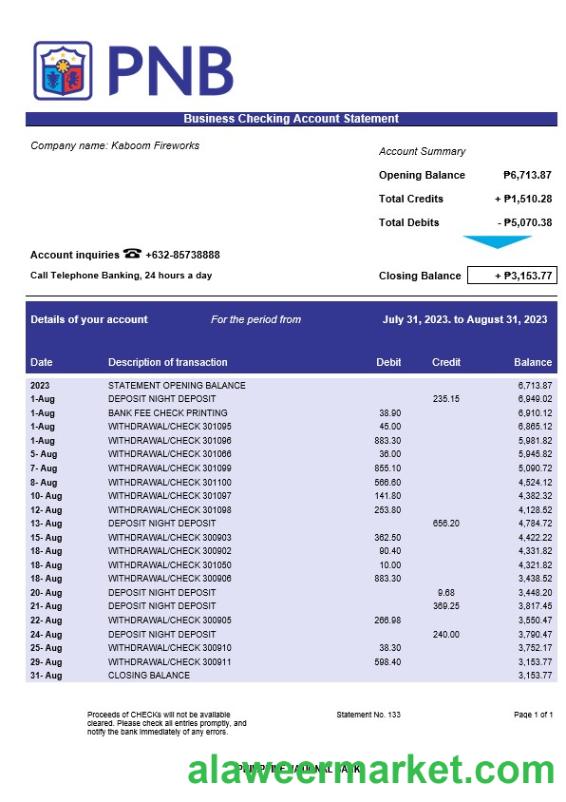 PNB
Business Checking Account Statement
Company name: Kaboom Fireworks
Account Summary
Opening Balance ₱6,713.87
Total Credits + ₱1,510.28
Total Debits - ₱5,070.38
Account inquiries ☎ +632-85738888
Call Telephone Banking, 24 hours a day
Closing Balance + ₱3,153.77
Details of your account For the period from July 31, 2023. to August 31, 2023
Date Description of transaction Debit Credit Balance
2023 STATEMENT OPENING BALANCE 6,713.87
1-Aug DEPOSIT NIGHT DEPOSIT 235.15 6,949.02
1-Aug BANK FEE CHECK PRINTING 38.90 6,910.12
1-Aug WITHDRAWAL/CHECK 301095 45.00 6,865.12
1-Aug WITHDRAWAL/CHECK 301096 883.30 5,981.82
5- Aug WITHDRAWAL/CHECK 301066 36.00 5,945.82
7- Aug WITHDRAWAL/CHECK 301099 855.10 5,090.72
8- Aug WITHDRAWAL/CHECK 301100 566.60 4,524.12
10- Aug WITHDRAWAL/CHECK 301097 141.80 4,382.32
12- Aug WITHDRAWAL/CHECK 301098 253.80 4,128.52
13- Aug DEPOSIT NIGHT DEPOSIT 656.20 4,784.72
15- Aug WITHDRAWAL/CHECK 300903 362.50 4,422.22
18- Aug WITHDRAWAL/CHECK 300902 90.40 4,331.82
18- Aug WITHDRAWAL/CHECK 301050 10.00 4,321.82
18- Aug WITHDRAWAL/CHECK 300906 883.30 3,438.52
20- Aug DEPOSIT NIGHT DEPOSIT 9.68 3,448.20
21- Aug DEPOSIT NIGHT DEPOSIT 369.25 3,817.45
22- Aug WITHDRAWAL/CHECK 300905 266.98 3,550.47
24- Aug DEPOSIT NIGHT DEPOSIT 240.00 3,790.47
25- Aug WITHDRAWAL/CHECK 300910 38.30 3,752.17
29- Aug WITHDRAWAL/CHECK 300911 598.40 3,153.77
31- Aug CLOSING BALANCE 3,153.77
Proceeds of CHECKs will not be available
cleared. Please check all entries promptly, and
notify the bank immediately of any errors.
Statement No. 133
Page 1 of 1
alaweermarket.com